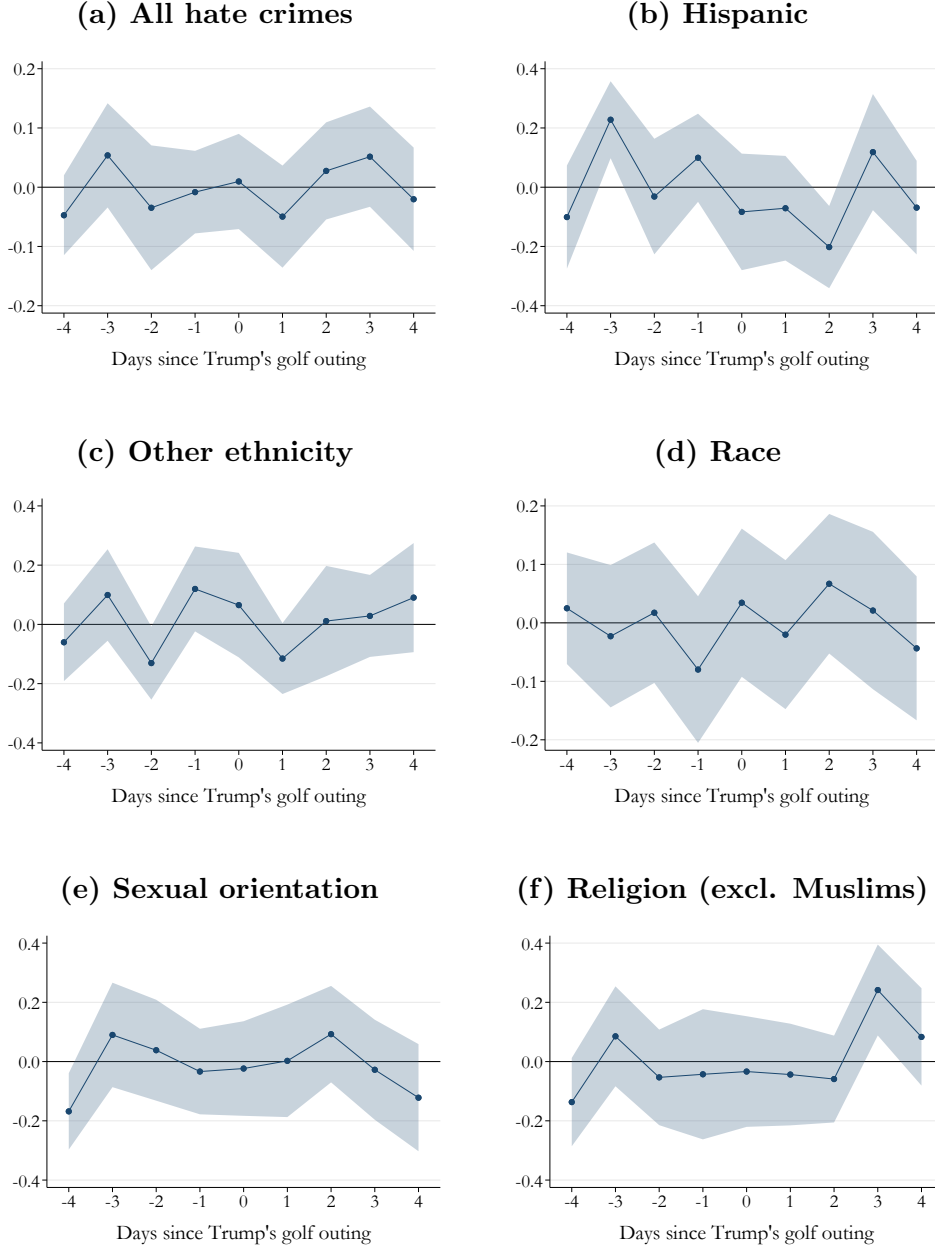 (a) All hate crimes
0.2
0.1
0.0
-0.1
-0.2
-4 -3 -2 -1 0 1 2 3 4
Days since Trump's golf outing
(b) Hispanic
0.4
0.2
0.0
-0.2
-0.4
-4 -3 -2 -1 0 1 2 3 4
Days since Trump's golf outing
(c) Other ethnicity
0.4
0.2
0.0
-0.2
-0.4
-4 -3 -2 -1 0 1 2 3 4
Days since Trump's golf outing
(d) Race
0.2
0.1
0.0
-0.1
-0.2
-4 -3 -2 -1 0 1 2 3 4
Days since Trump's golf outing
(e) Sexual orientation
0.4
0.2
0.0
-0.2
-0.4
-4 -3 -2 -1 0 1 2 3 4
Days since Trump's golf outing
(f) Religion (excl. Muslims)
0.4
0.2
0.0
-0.2
-0.4
-4 -3 -2 -1 0 1 2 3 4
Days since Trump's golf outing